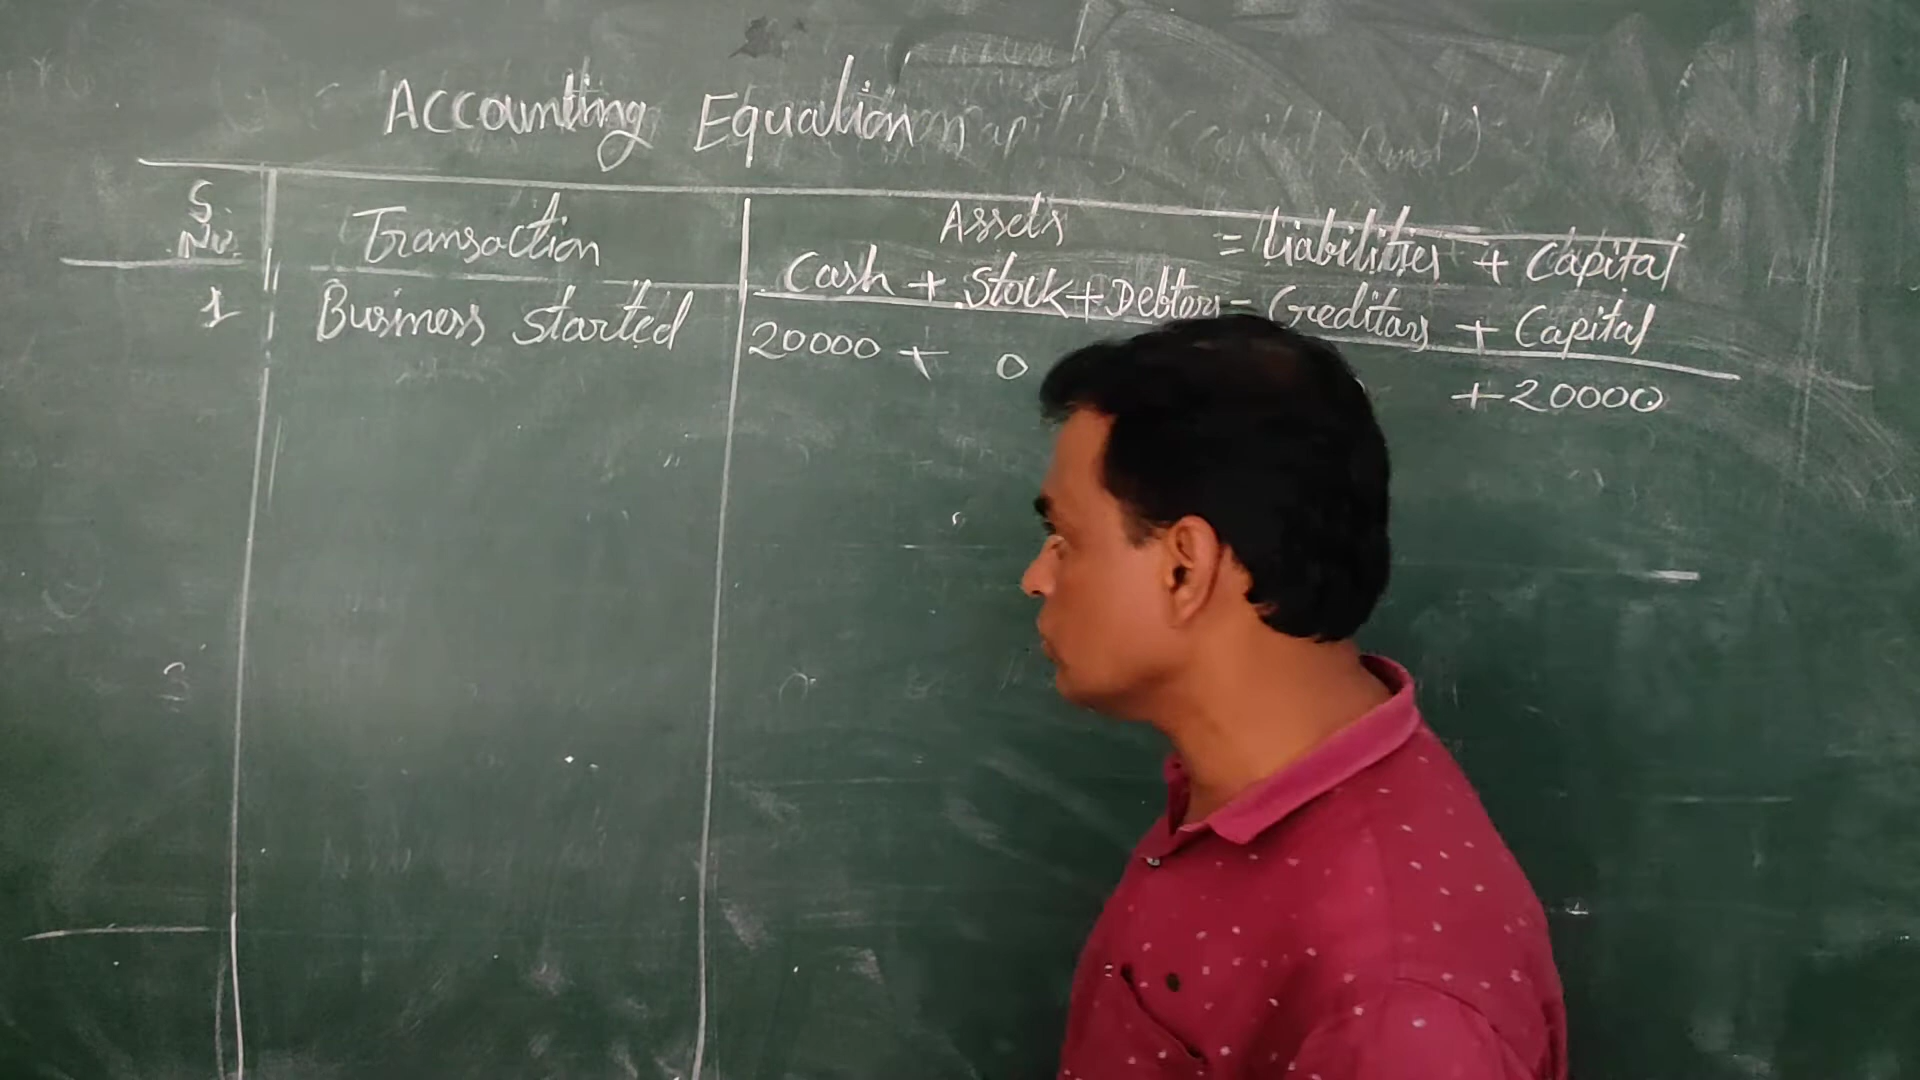 Accounting Equation
S. No. Transaction Assets = Liabilities + Capital
Cash + Stock + Debtors = Creditors + Capital
1 Business started 20000 + 0 +20000